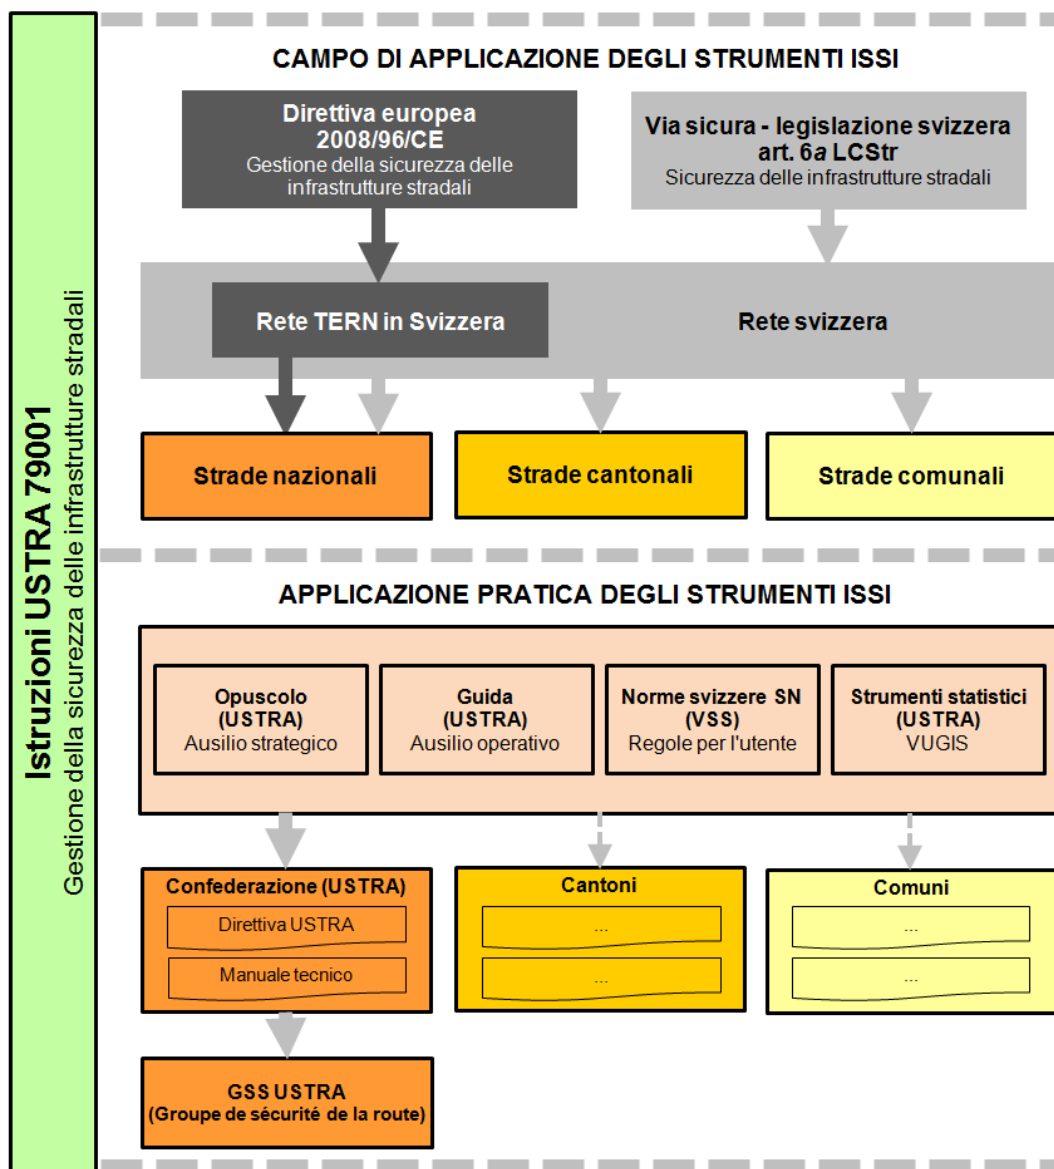 Istruzioni USTRA 79001
Gestione della sicurezza delle infrastrutture stradali
CAMPO DI APPLICAZIONE DEGLI STRUMENTI ISSI
Direttiva europea
2008/96/CE
Gestione della sicurezza delle
infrastrutture stradali
Via sicura - legislazione svizzera
art. 6a LCStr
Sicurezza delle infrastrutture stradali
Rete TERN in Svizzera
Rete svizzera
Strade nazionali
Strade cantonali
Strade comunali
APPLICAZIONE PRATICA DEGLI STRUMENTI ISSI
Opuscolo
(USTRA)
Ausilio strategico
Guida
(USTRA)
Ausilio operativo
Norme svizzere SN
(VSS)
Regole per l'utente
Strumenti statistici
(USTRA)
VUGIS
Confederazione (USTRA)
Direttiva USTRA
Manuale tecnico
Cantoni
...
...
Comuni
...
...
GSS USTRA
(Groupe de sécurité de la route)